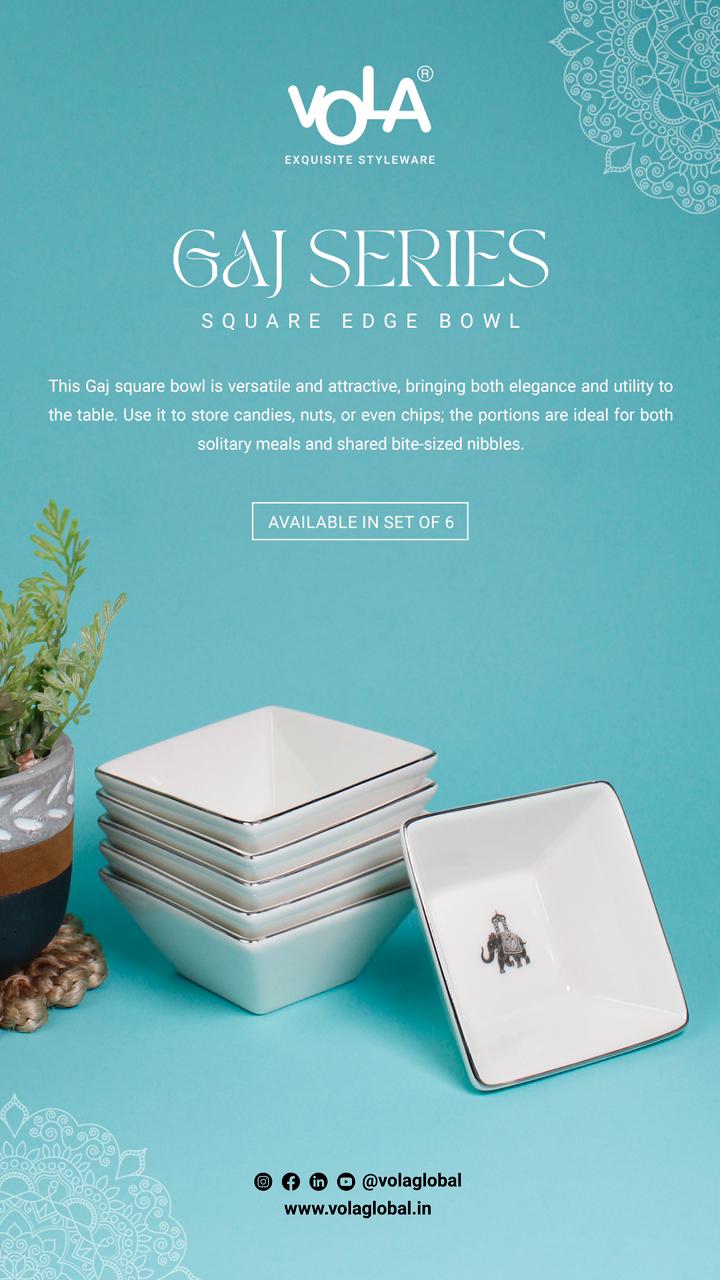 VOLA®
EXQUISITE STYLEWARE
GAJ SERIES
SQUARE EDGE BOWL
This Gaj square bowl is versatile and attractive, bringing both elegance and utility to
the table. Use it to store candies, nuts, or even chips; the portions are ideal for both
solitary meals and shared bite-sized nibbles.
AVAILABLE IN SET OF 6
@volaglobal
www.volaglobal.in